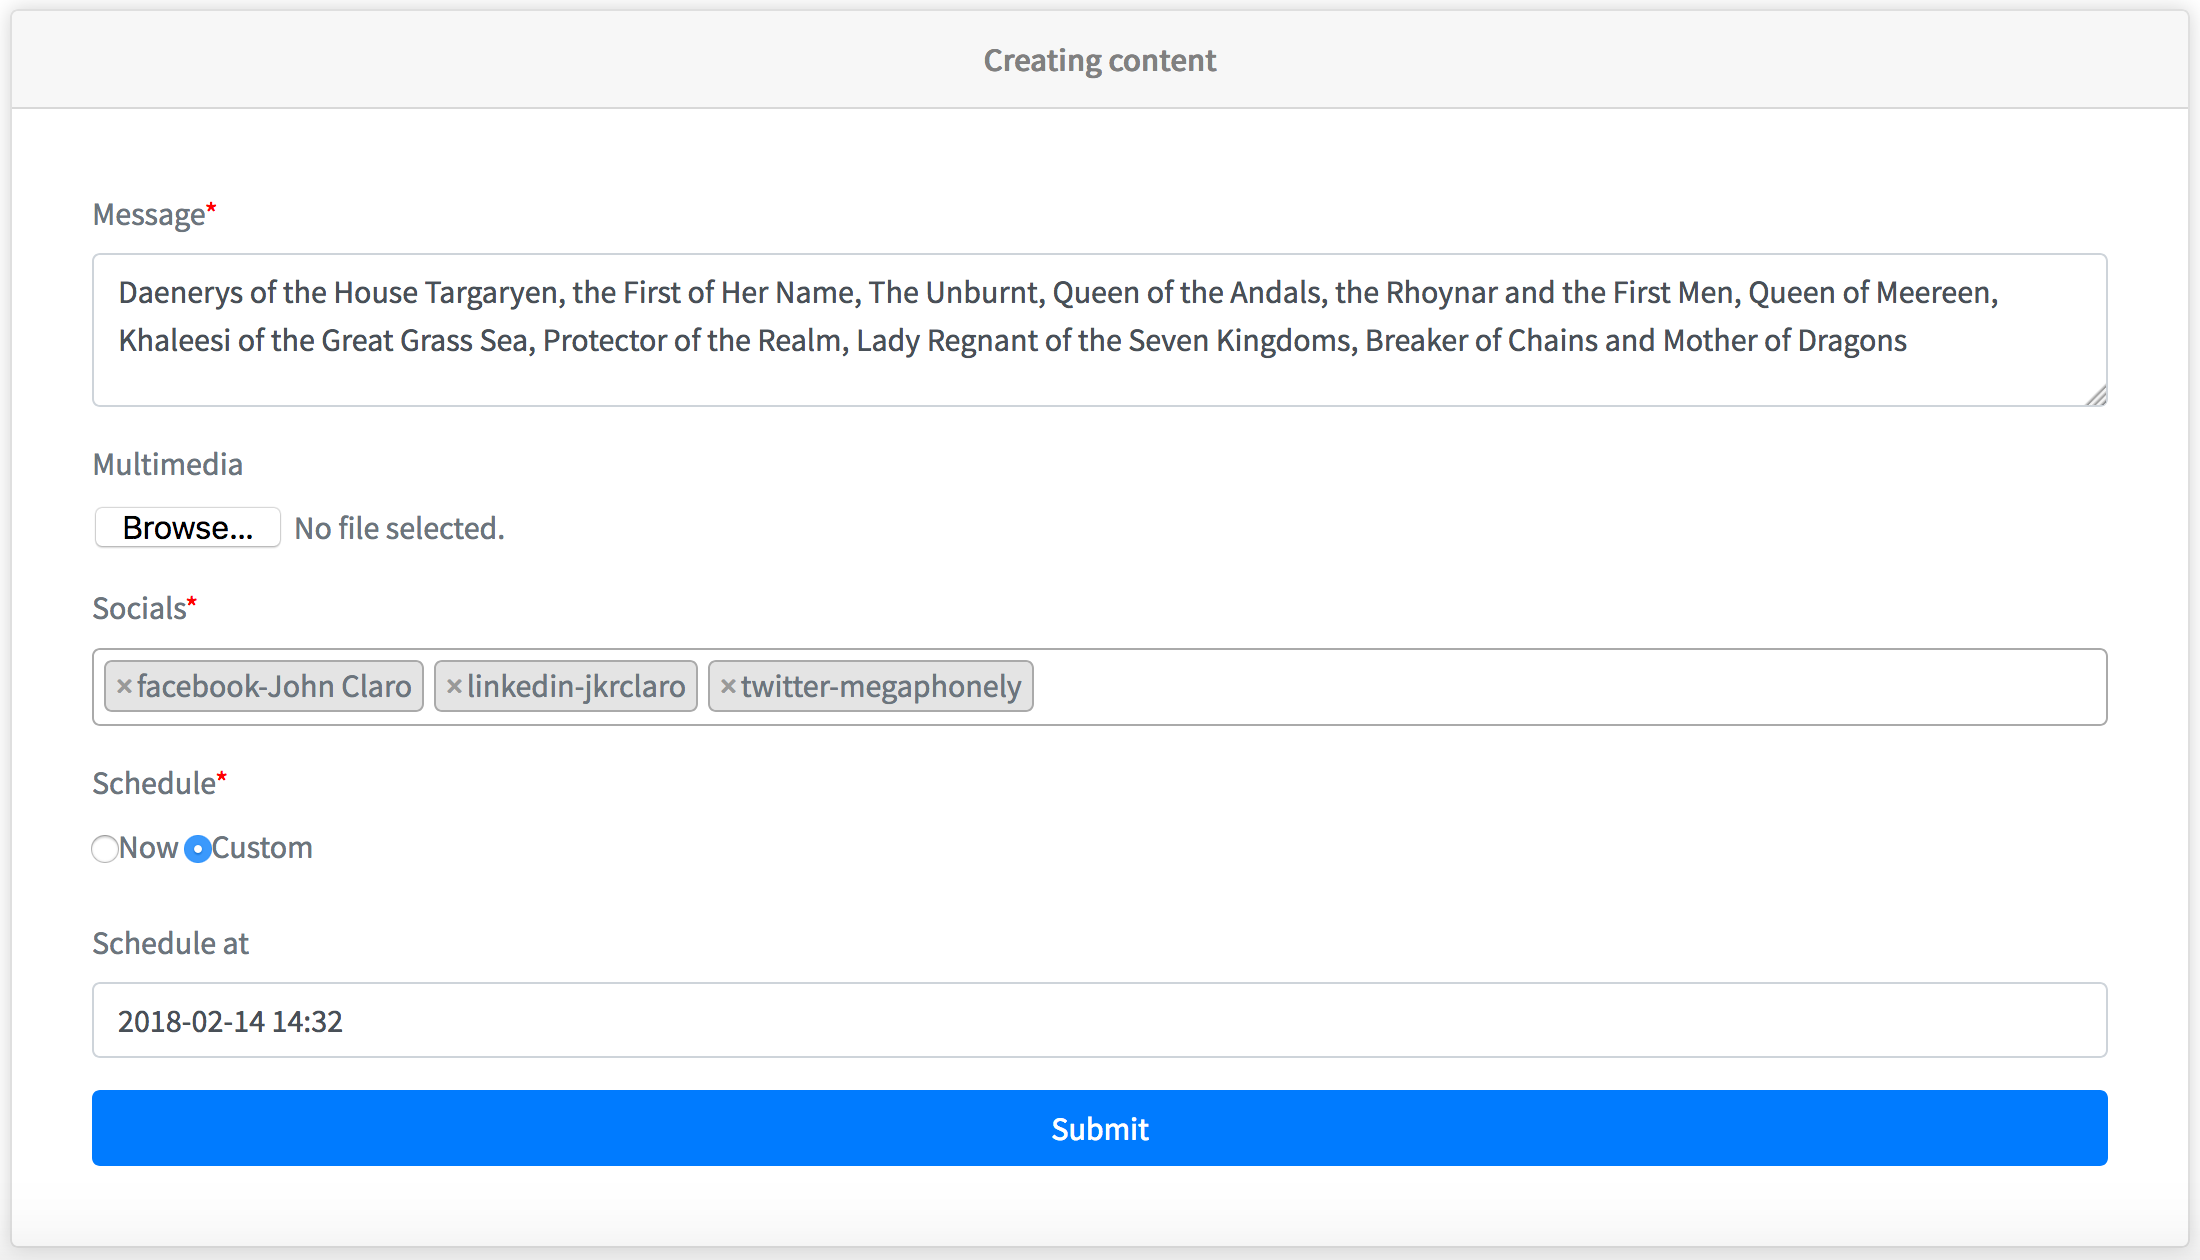 Creating content
Message*
Daenerys of the House Targaryen, the First of Her Name, The Unburnt, Queen of the Andals, the Rhoynar and the First Men, Queen of Meereen,
Khaleesi of the Great Grass Sea, Protector of the Realm, Lady Regnant of the Seven Kingdoms, Breaker of Chains and Mother of Dragons
Multimedia
Browse... No file selected.
Socials*
×facebook-John Claro ×linkedin-jkrclaro ×twitter-megaphonely
Schedule*
Now Custom
Schedule at
2018-02-14 14:32
Submit